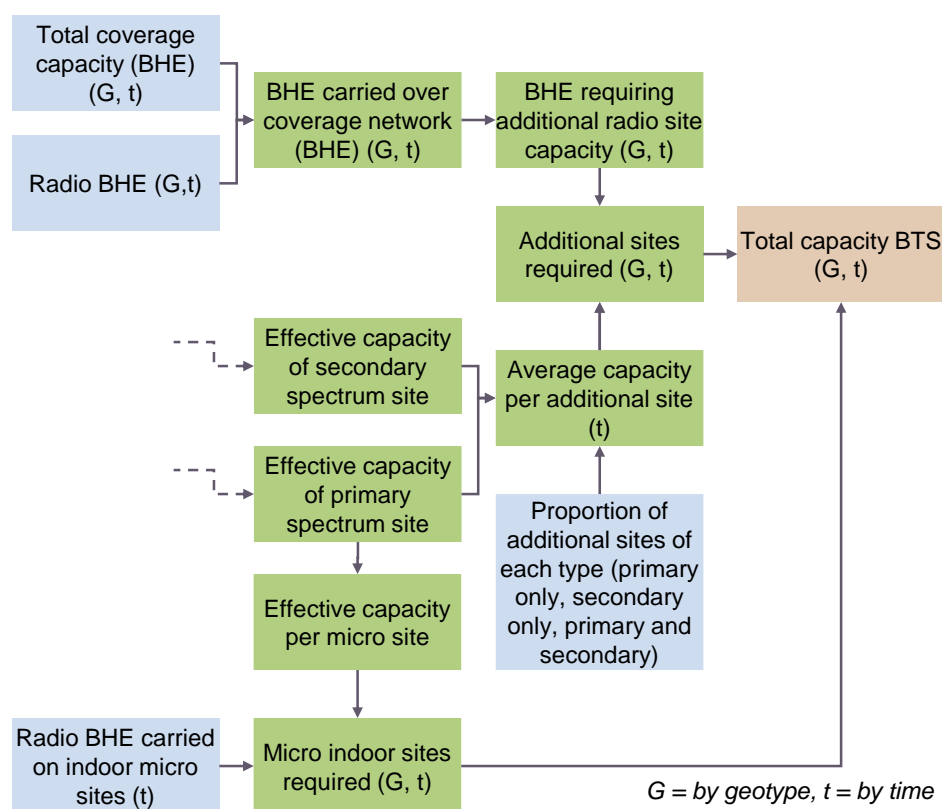 Total coverage
capacity (BHE)
(G, t)
BHE carried over
coverage network
(BHE) (G, t)
BHE requiring
additional radio site
capacity (G, t)
Radio BHE (G,t)
Additional sites
required (G, t)
Total capacity BTS
(G, t)
Effective capacity
of secondary
spectrum site
Average capacity
per additional site
(t)
Effective capacity
of primary
spectrum site
Proportion of
additional sites of
each type (primary
only, secondary
only, primary and
secondary)
Effective capacity
per micro site
Radio BHE carried
on indoor micro
sites (t)
Micro indoor sites
required (G, t)
G = by geotype, t = by time